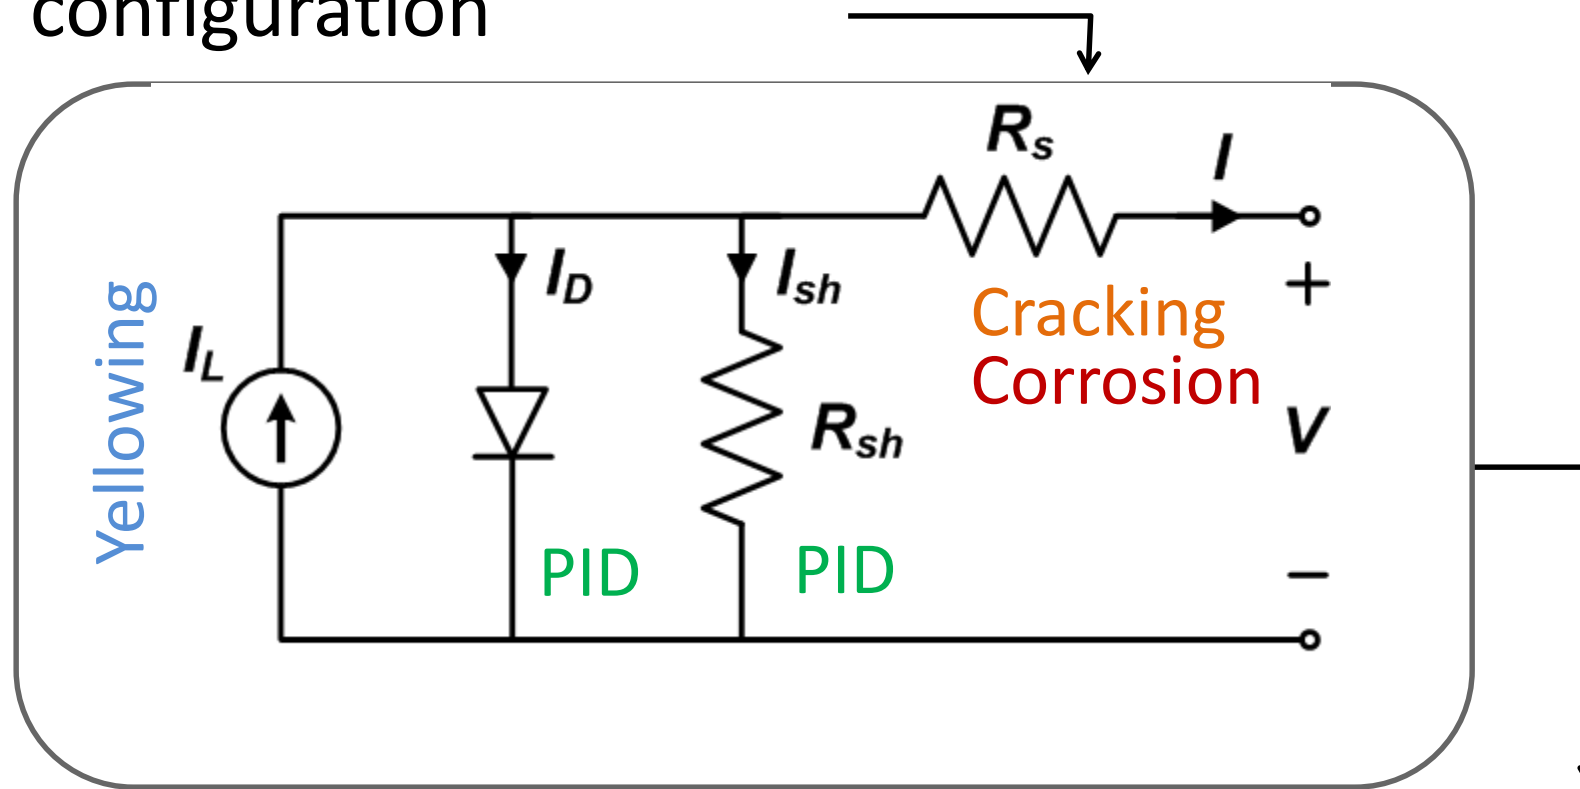 configuration
Rs
I
ID
Ish
+
Cracking
Corrosion
Yellowing
IL
Rsh
V
PID
PID
−